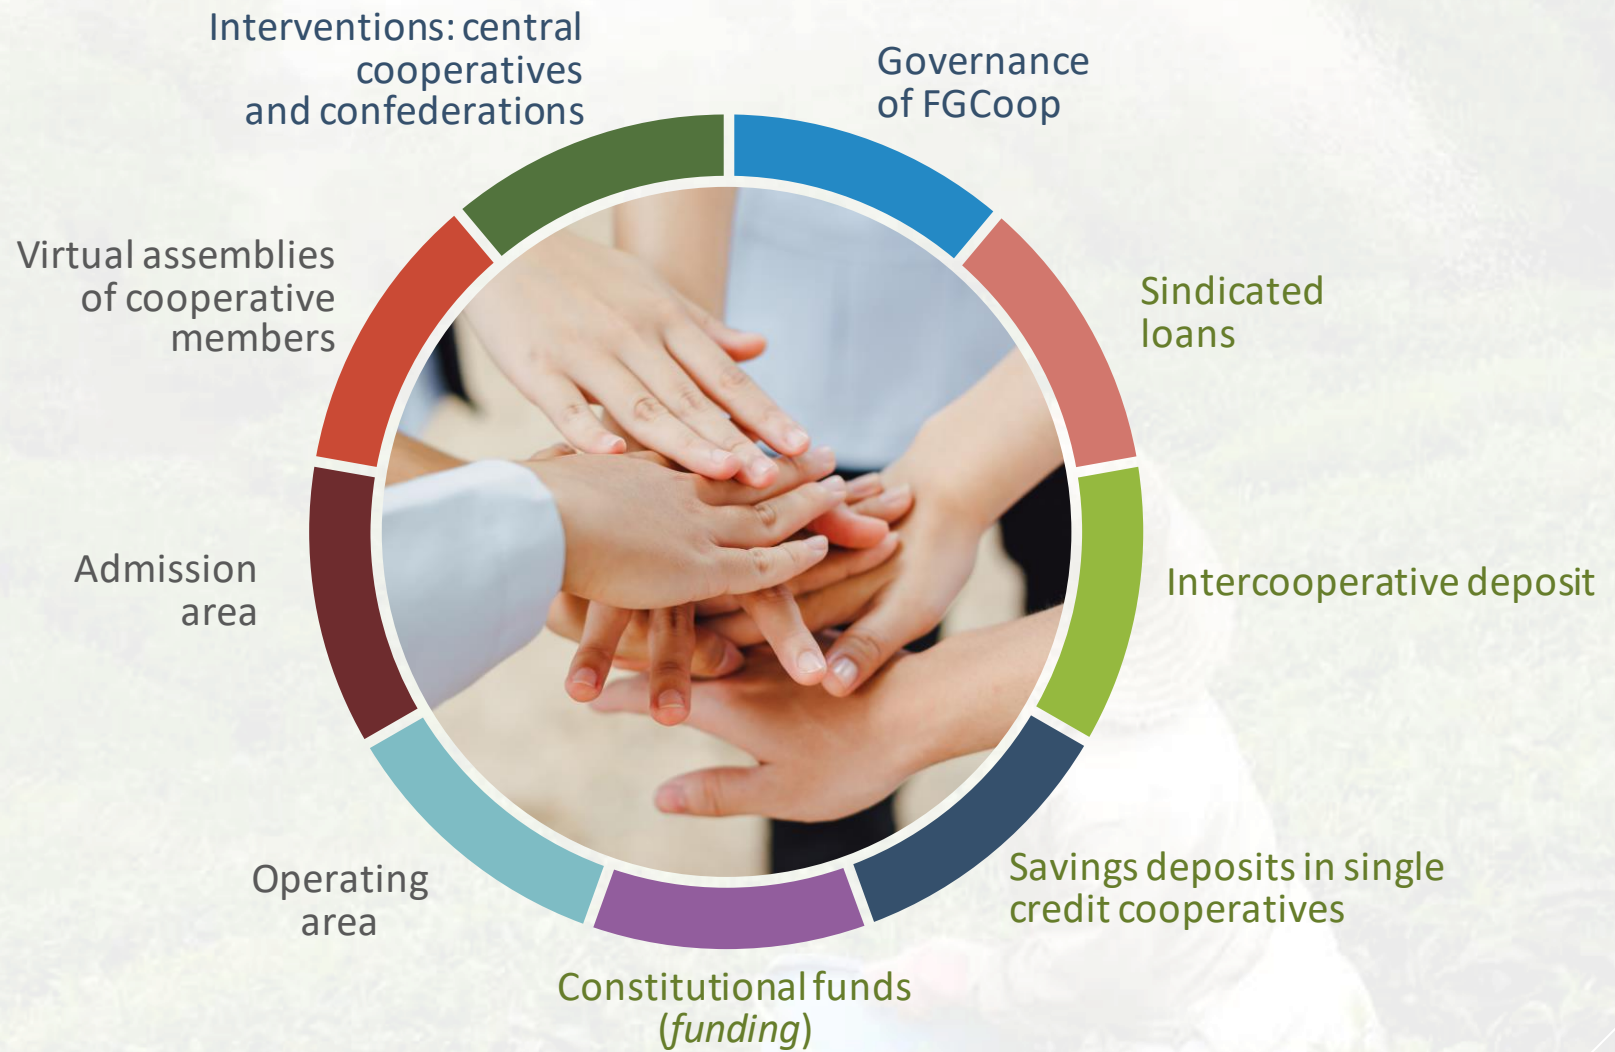 Interventions: central
cooperatives
and confederations
Governance
of FGCoop
Virtual assemblies
of cooperative
members
Sindicated
loans
Admission
area
Intercooperative deposit
Operating
area
Savings deposits in single
credit cooperatives
Constitutional funds
(funding)